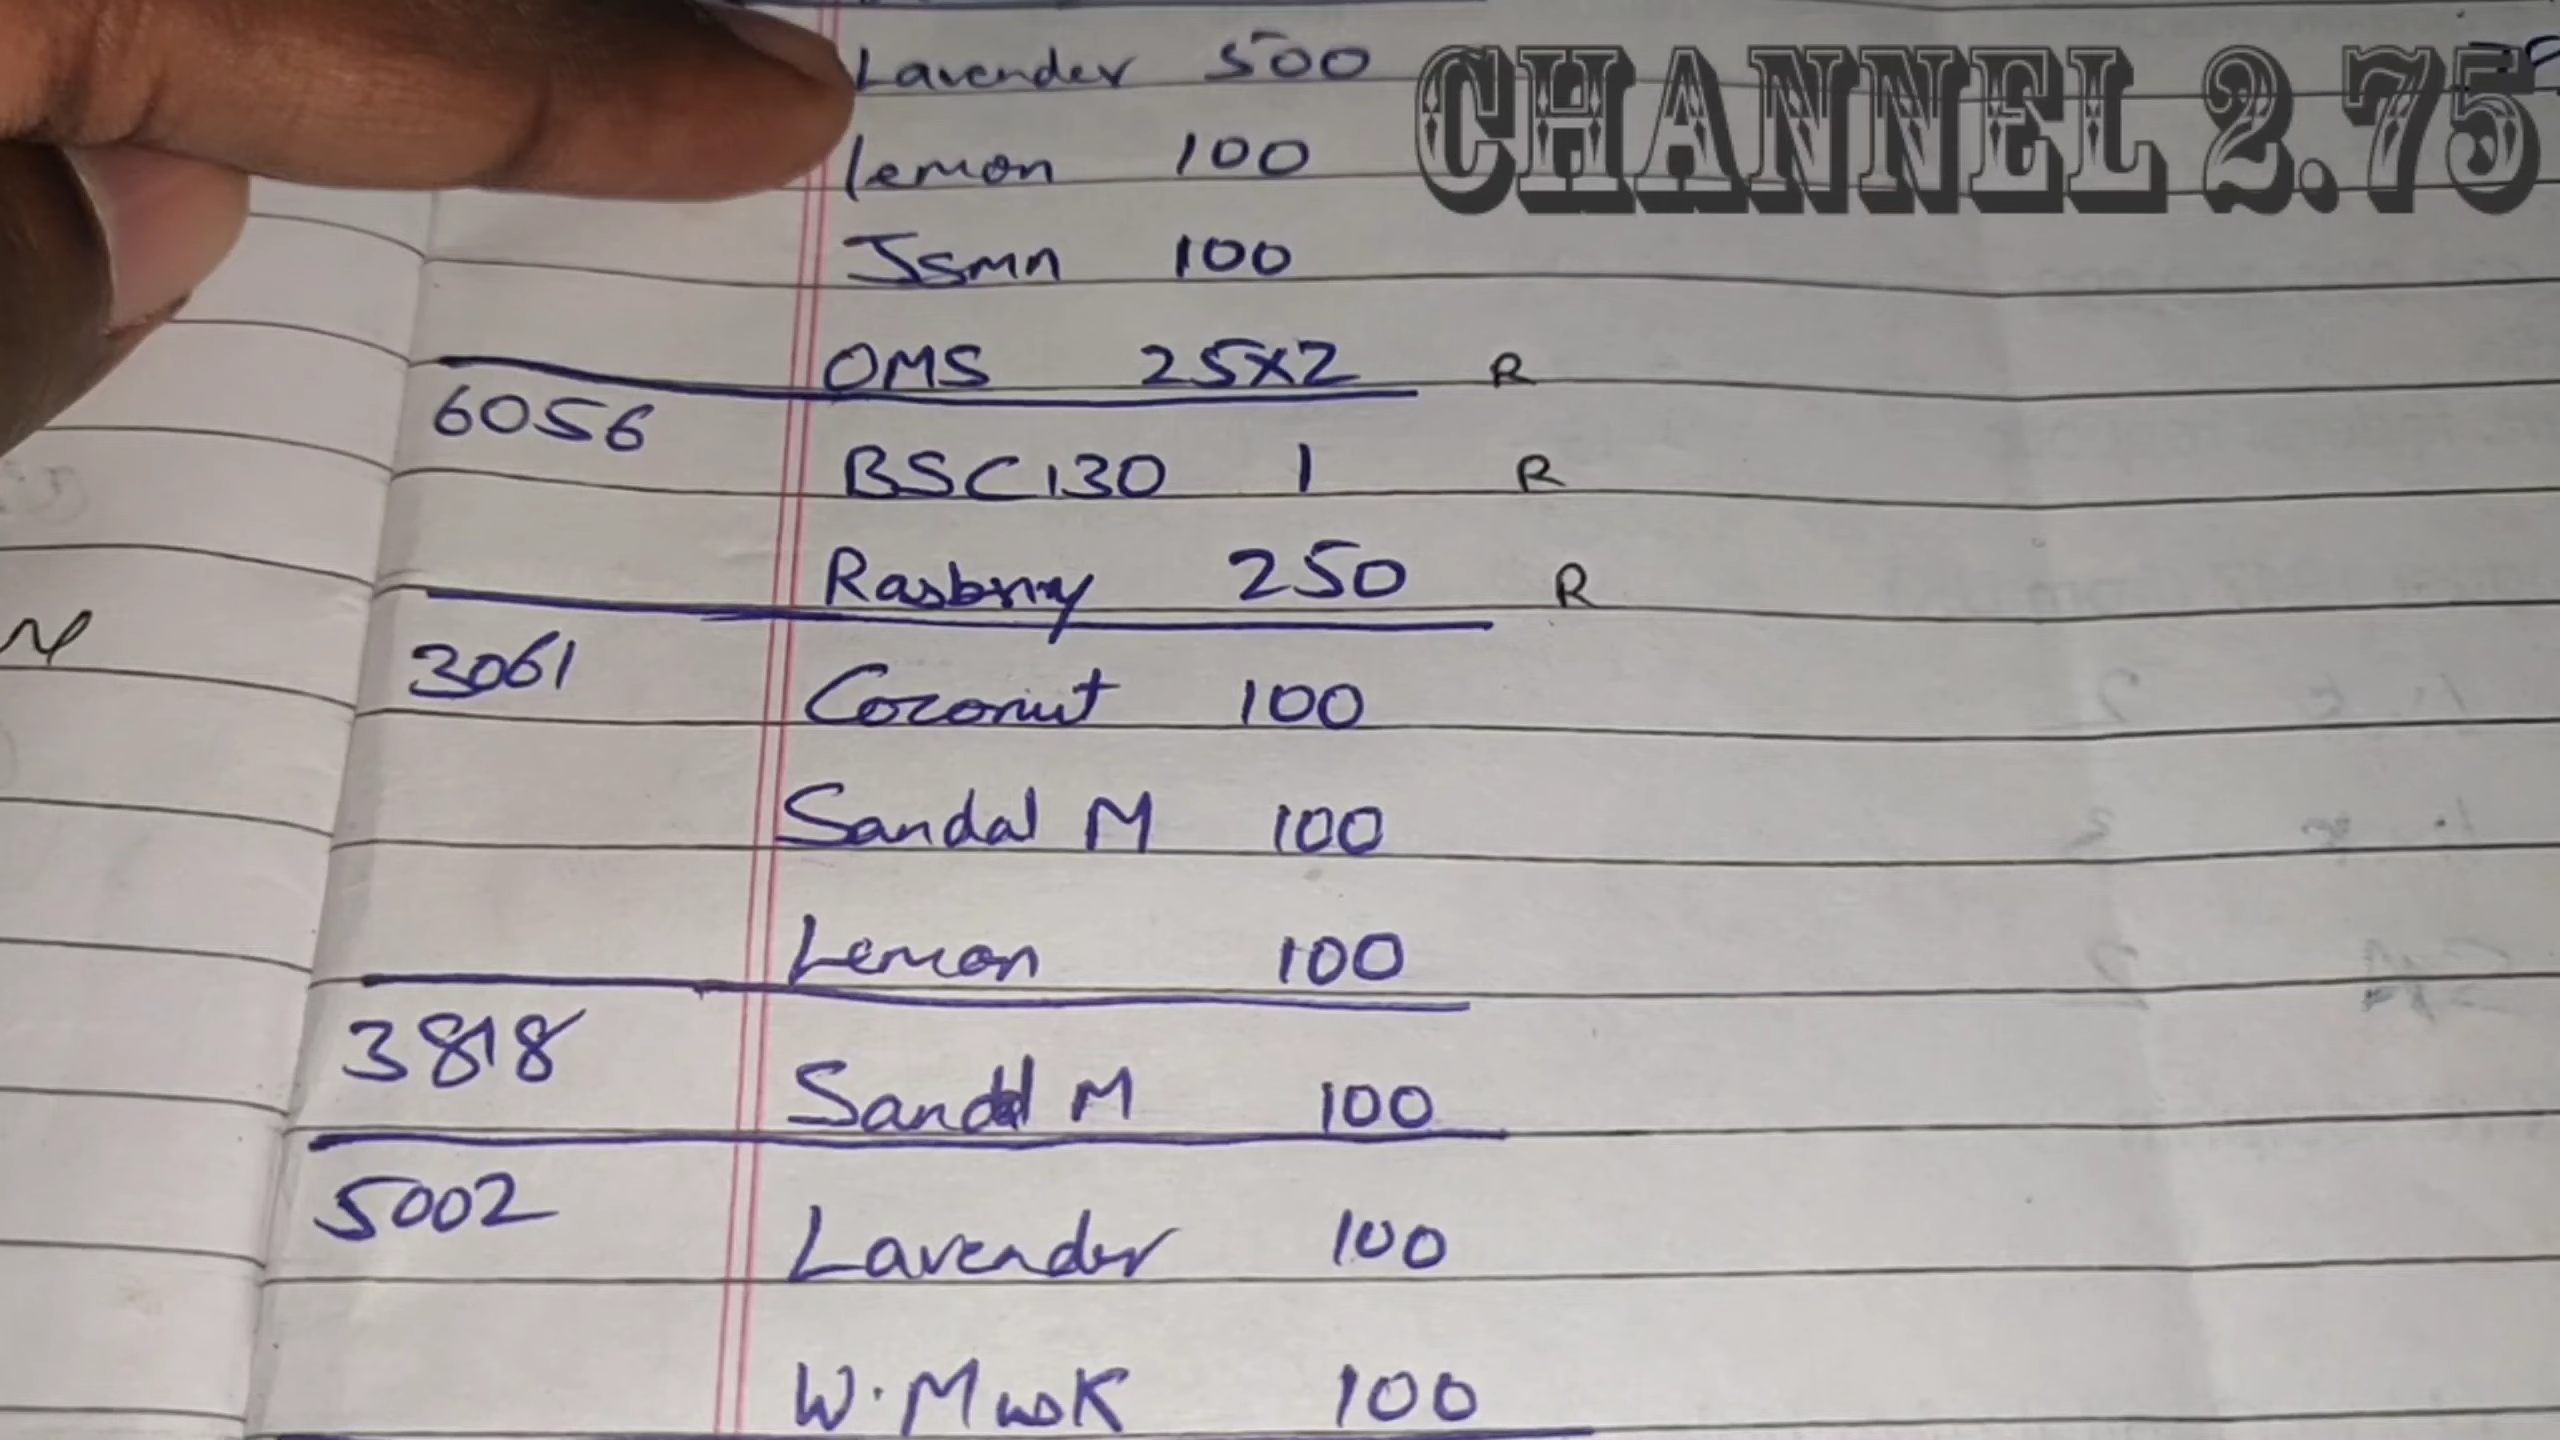 Lavender 500
CHANNEL 2.75
lemon 100
Jsmn 100
OMS 25x2 R
6056
BSC130 1 R
Rasbrry 250 R
3061
Coconut 100
Sandal M 100
Lemon 100
3818
Sandal M 100
5002
Lavender 100
W. Musk 100